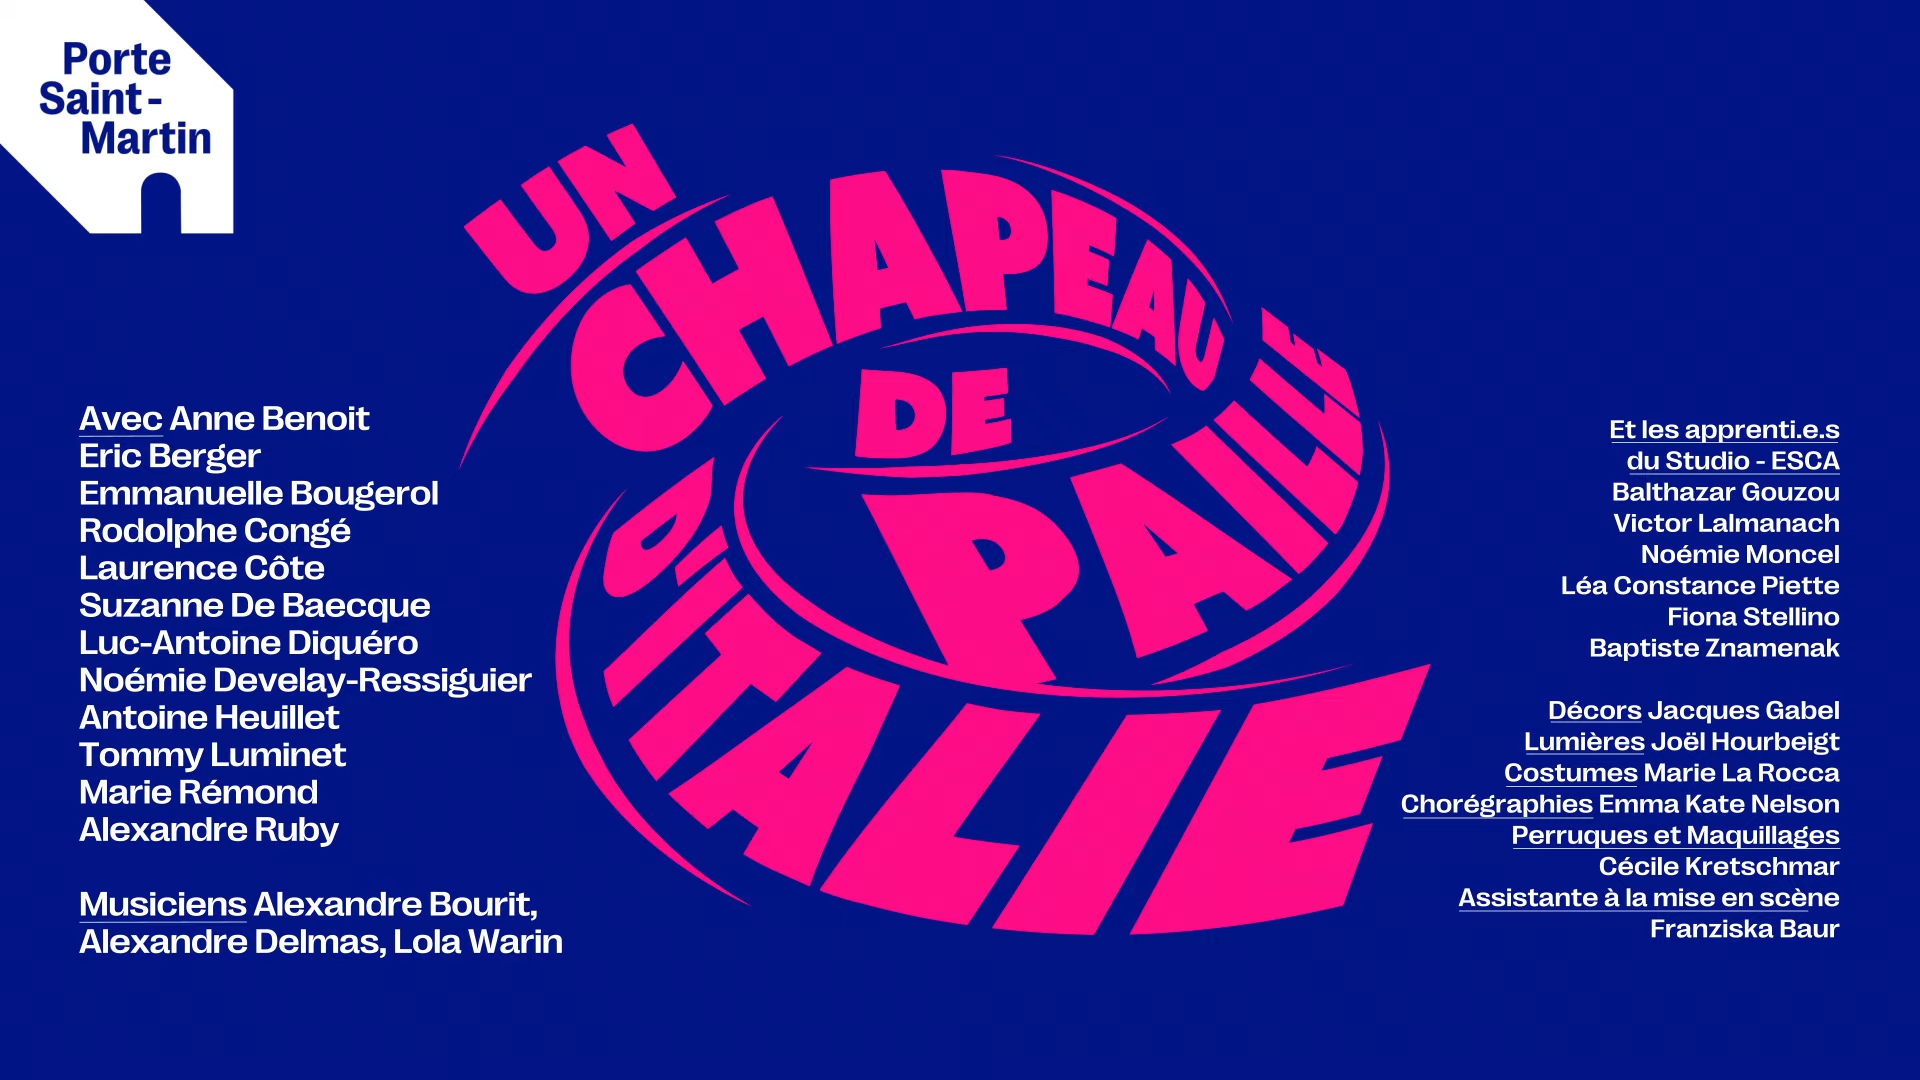 Porte
Saint-
Martin
UN
CHAPEAU
DE
PAILLE
D'ITALIE
Avec Anne Benoit
Eric Berger
Emmanuelle Bougerol
Rodolphe Congé
Laurence Côte
Suzanne De Baecque
Luc-Antoine Diquéro
Noémie Develay-Ressiguier
Antoine Heuillet
Tommy Luminet
Marie Rémond
Alexandre Ruby
Musiciens Alexandre Bourit,
Alexandre Delmas, Lola Warin
Et les apprenti.e.s
du Studio - ESCA
Balthazar Gouzou
Victor Lalmanach
Noémie Moncel
Léa Constance Piette
Fiona Stellino
Baptiste Znamenak
Décors Jacques Gabel
Lumières Joël Hourbeigt
Costumes Marie La Rocca
Chorégraphies Emma Kate Nelson
Perruques et Maquillages
Cécile Kretschmar
Assistante à la mise en scène
Franziska Baur